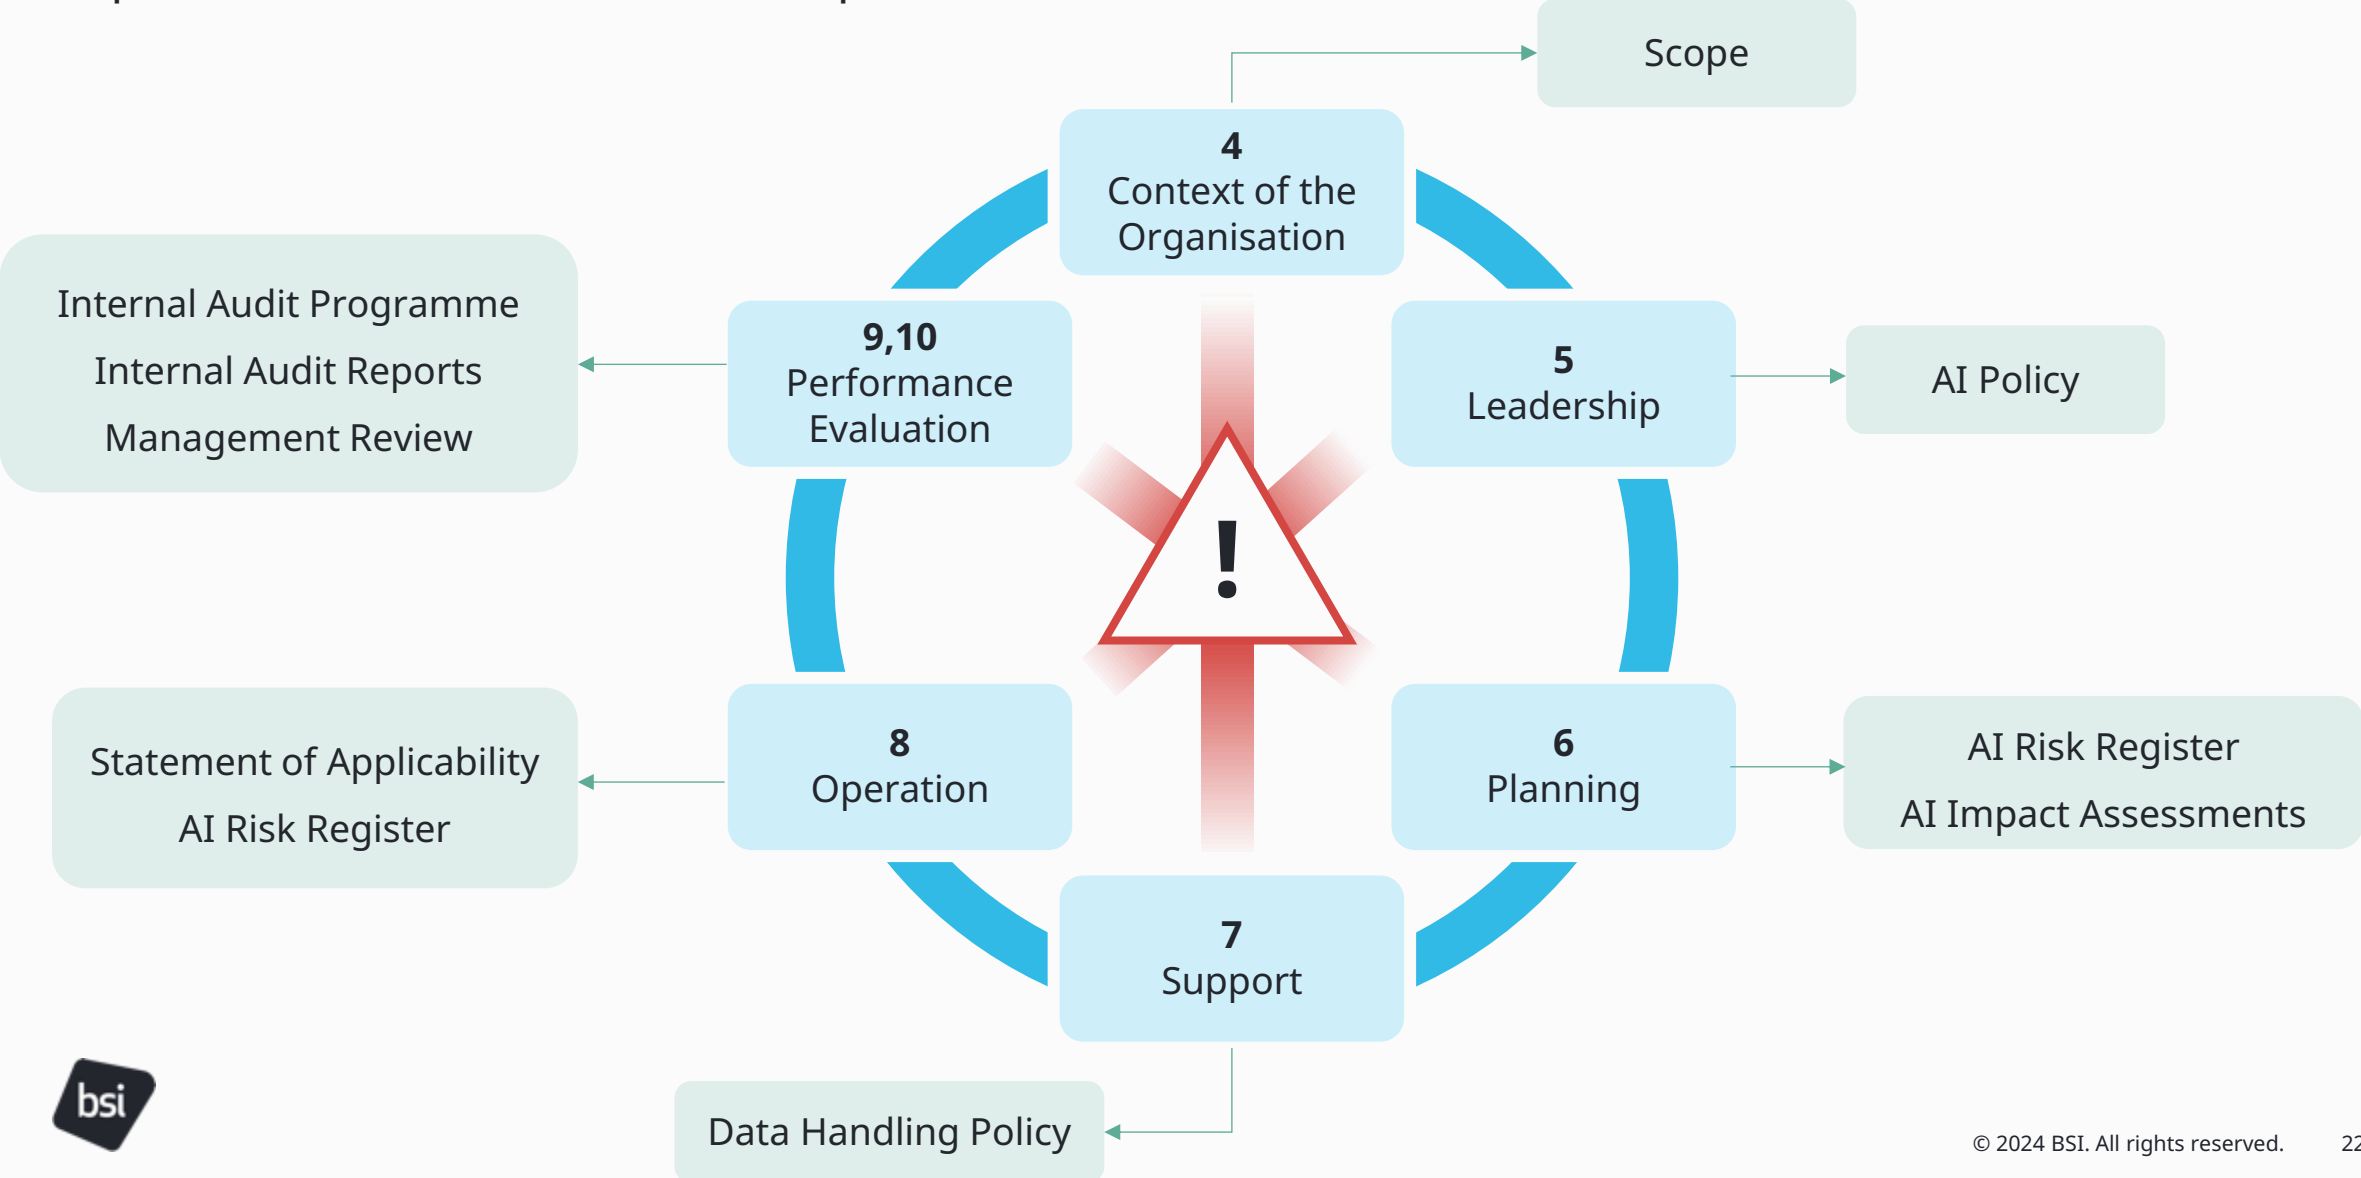 Scope
4
Context of the
Organisation
Internal Audit Programme
Internal Audit Reports
Management Review
9,10
Performance
Evaluation
5
Leadership
AI Policy
!
Statement of Applicability
AI Risk Register
8
Operation
6
Planning
AI Risk Register
AI Impact Assessments
7
Support
Data Handling Policy
bsi
© 2024 BSI. All rights reserved.
22